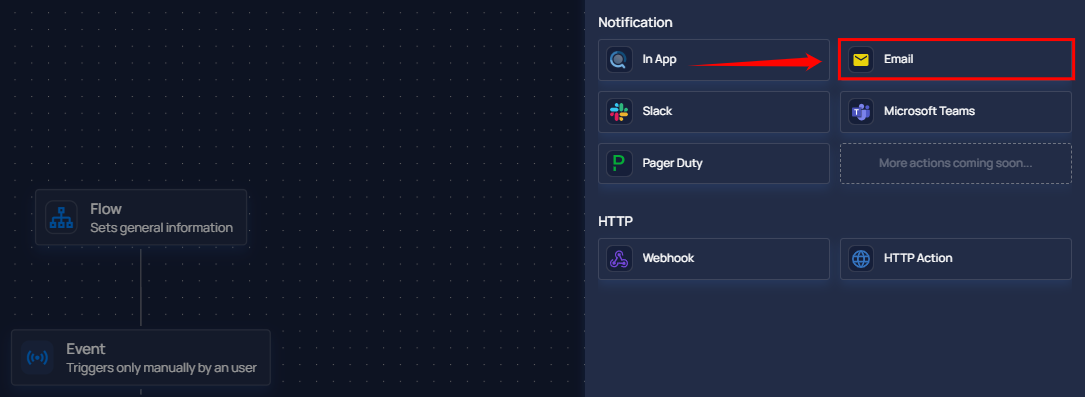 Notification
In App
Email
Slack
Microsoft Teams
Pager Duty
More actions coming soon...
Flow
Sets general information
HTTP
Webhook
HTTP Action
Event
Triggers only manually by an user